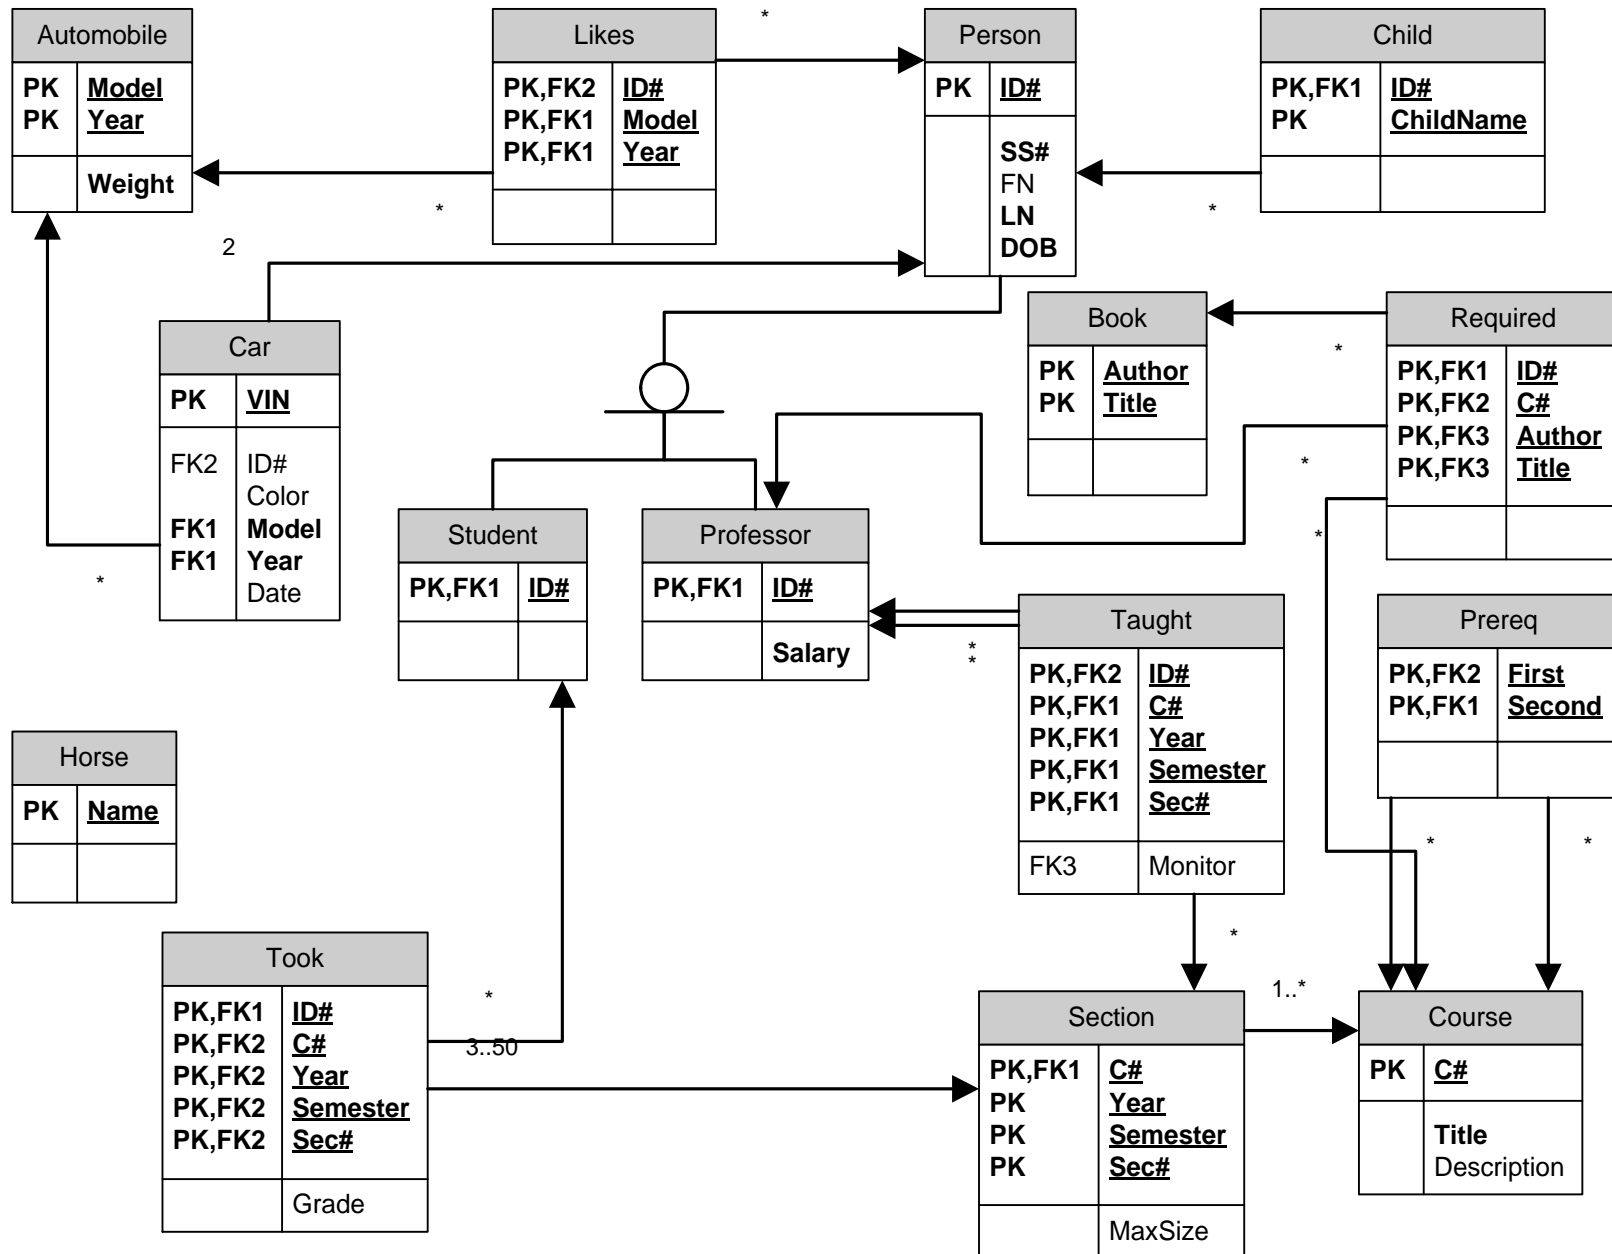 Automobile
PK Model
PK Year
Weight
Likes
PK,FK2 ID#
PK,FK1 Model
PK,FK1 Year
*
Person
PK ID#
SS#
FN
LN
DOB
Child
PK,FK1 ID#
PK ChildName
*
*
2
Car
PK VIN
FK2 ID#
Color
FK1 Model
FK1 Year
Date
*
Book
PK Author
PK Title
*
Required
PK,FK1 ID#
PK,FK2 C#
PK,FK3 Author
PK,FK3 Title
*
*
Student
PK,FK1 ID#
Professor
PK,FK1 ID#
Salary
*
*
Taught
PK,FK2 ID#
PK,FK1 C#
PK,FK1 Year
PK,FK1 Semester
PK,FK1 Sec#
FK3 Monitor
Prereq
PK,FK2 First
PK,FK1 Second
*
*
Horse
PK Name
Took
PK,FK1 ID#
PK,FK2 C#
PK,FK2 Year
PK,FK2 Semester
PK,FK2 Sec#
Grade
*
3..50
*
Section
PK,FK1 C#
PK Year
PK Semester
PK Sec#
MaxSize
1..*
Course
PK C#
Title
Description